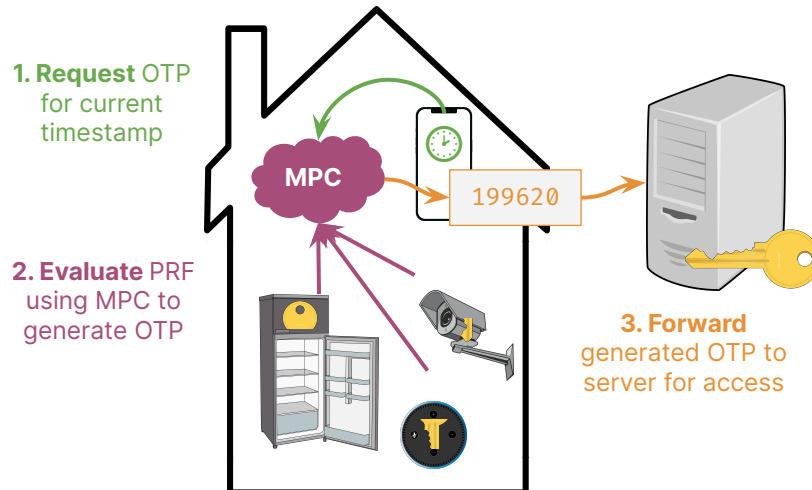 1. Request OTP
for current
timestamp
MPC
199620
2. Evaluate PRF
using MPC to
generate OTP
3. Forward
generated OTP to
server for access